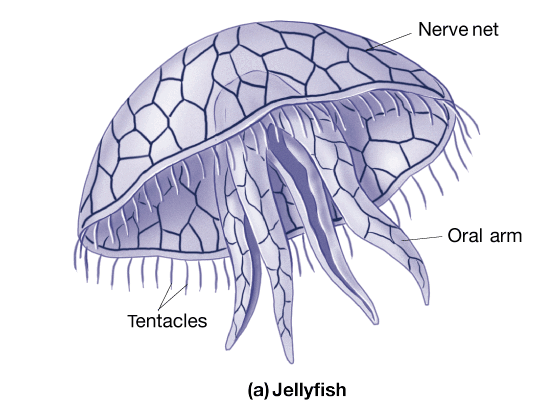 Nerve net
Oral arm
Tentacles
(a) Jellyfish